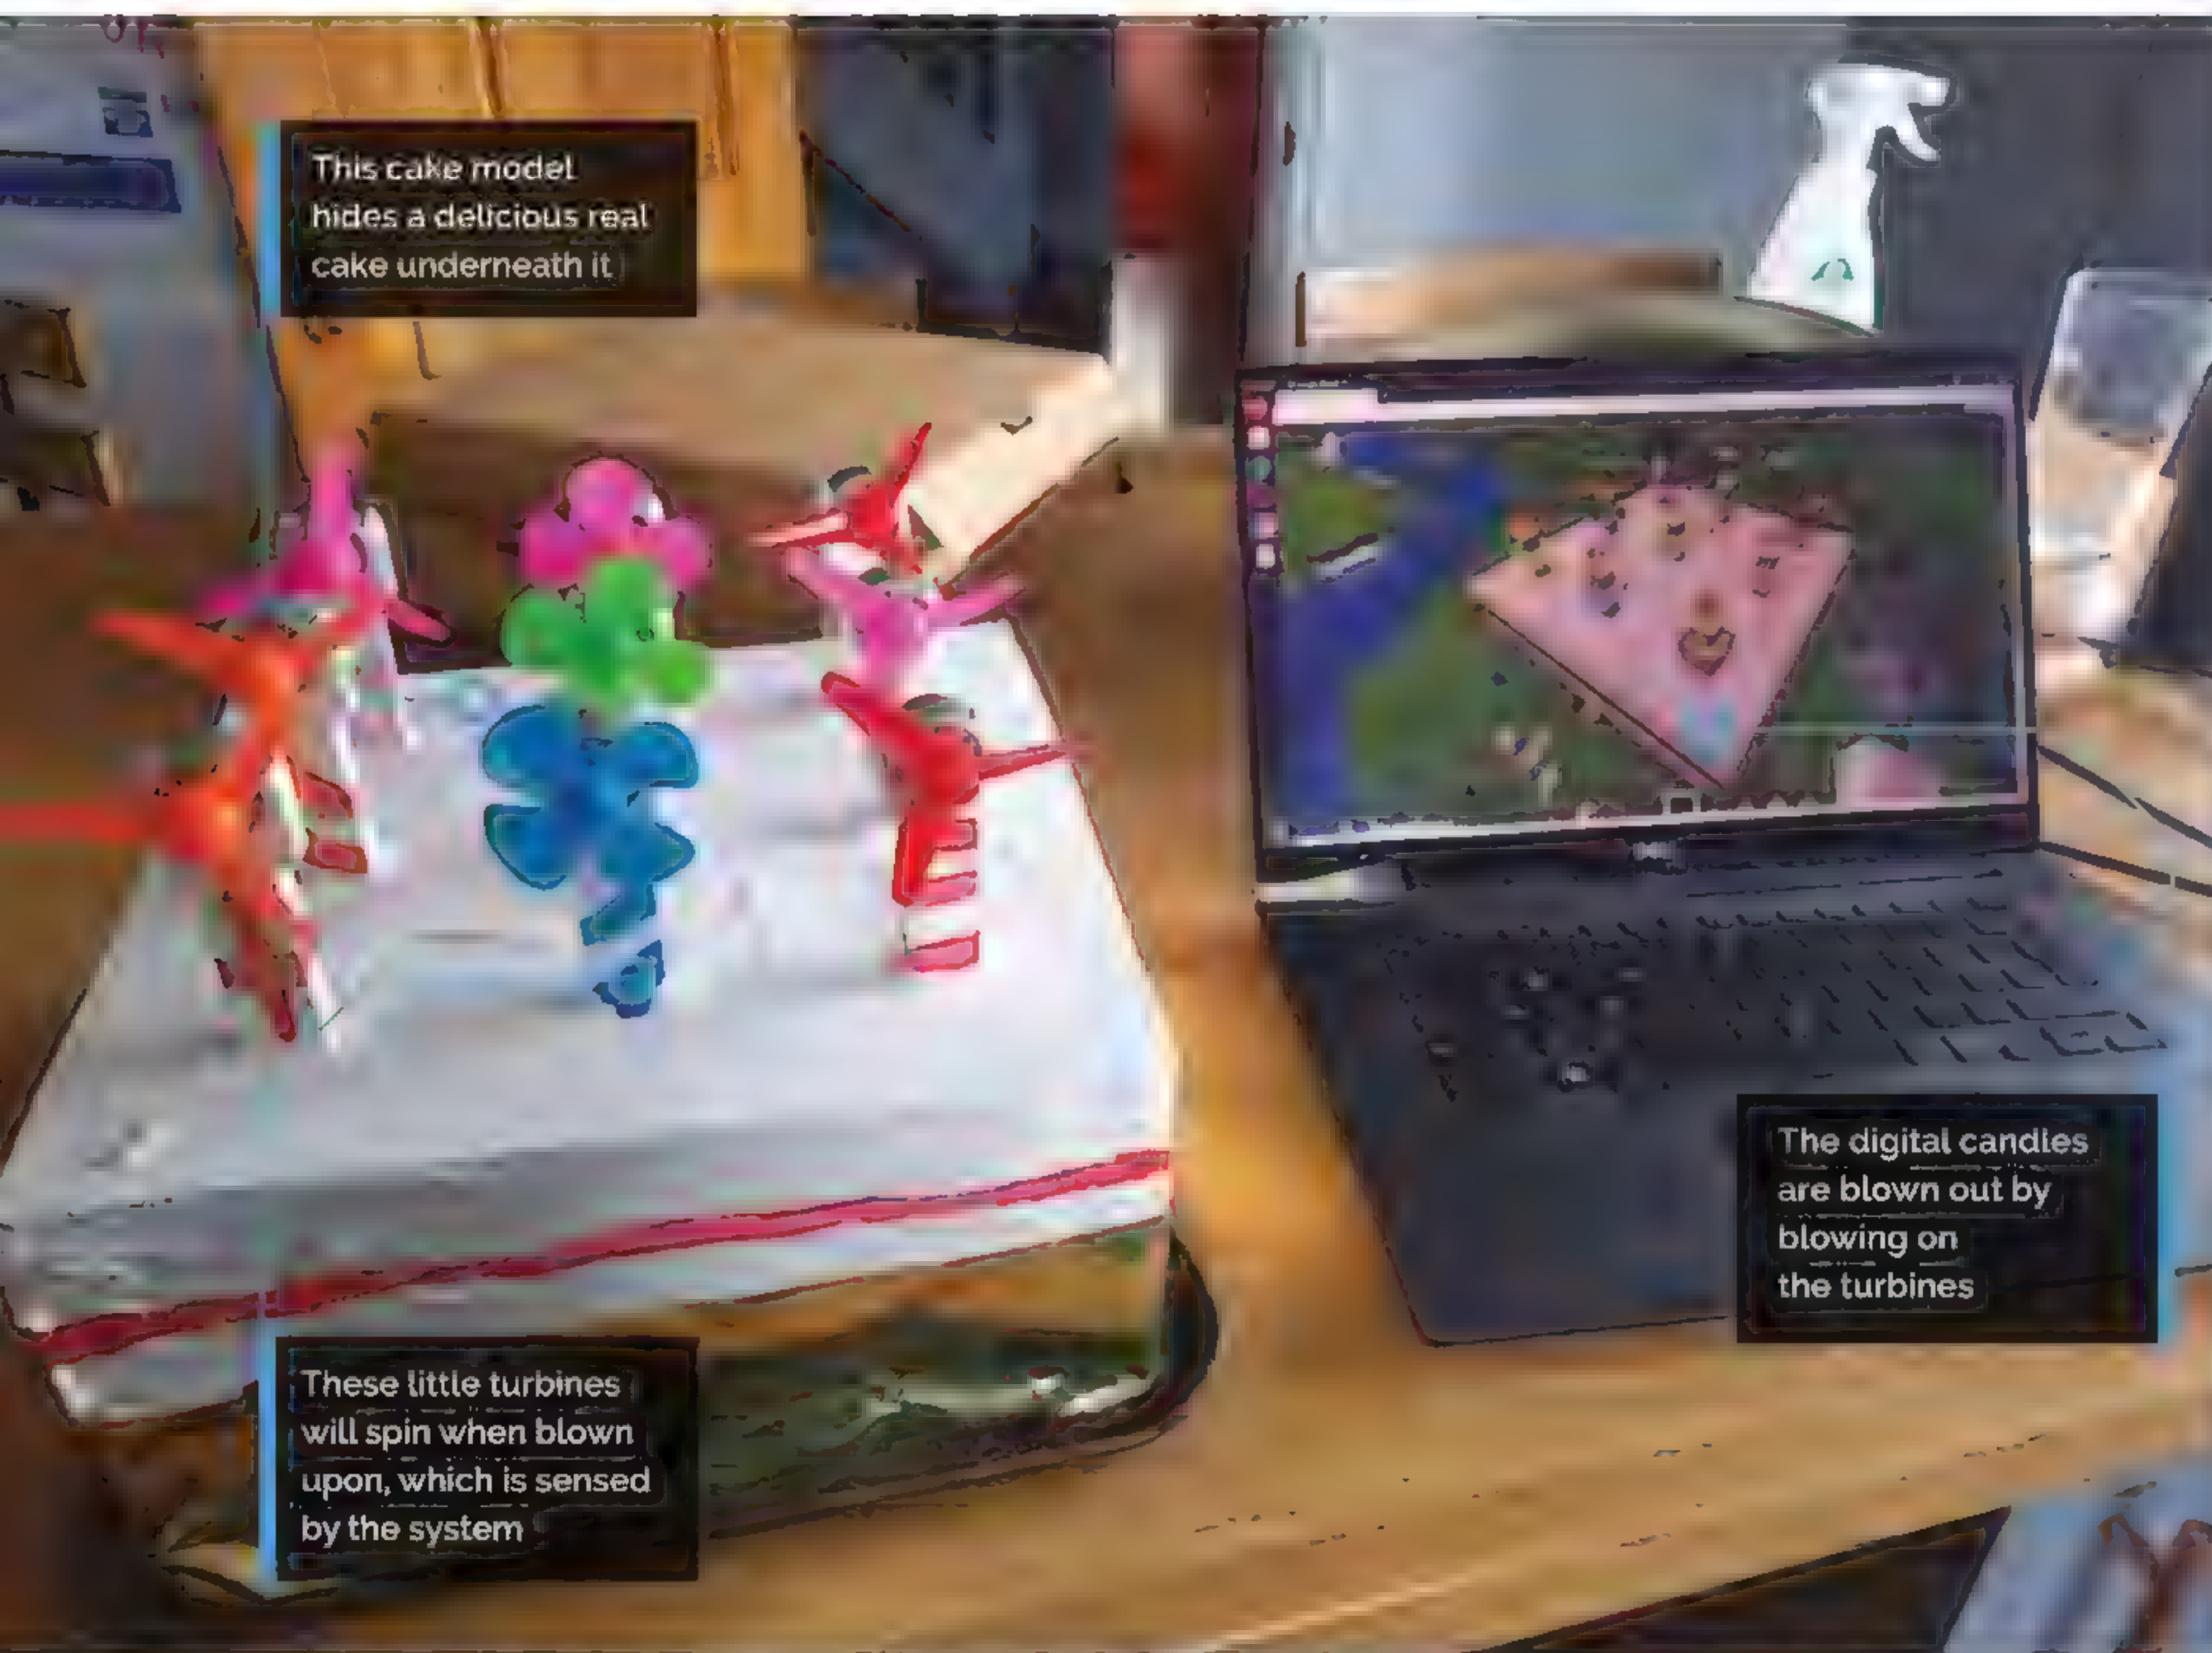 This cake model
hides a delicious real
cake underneath it
The digital candles
are blown out by
blowing on
the turbines
These little turbines
will spin when blown
upon, which is sensed
by the system